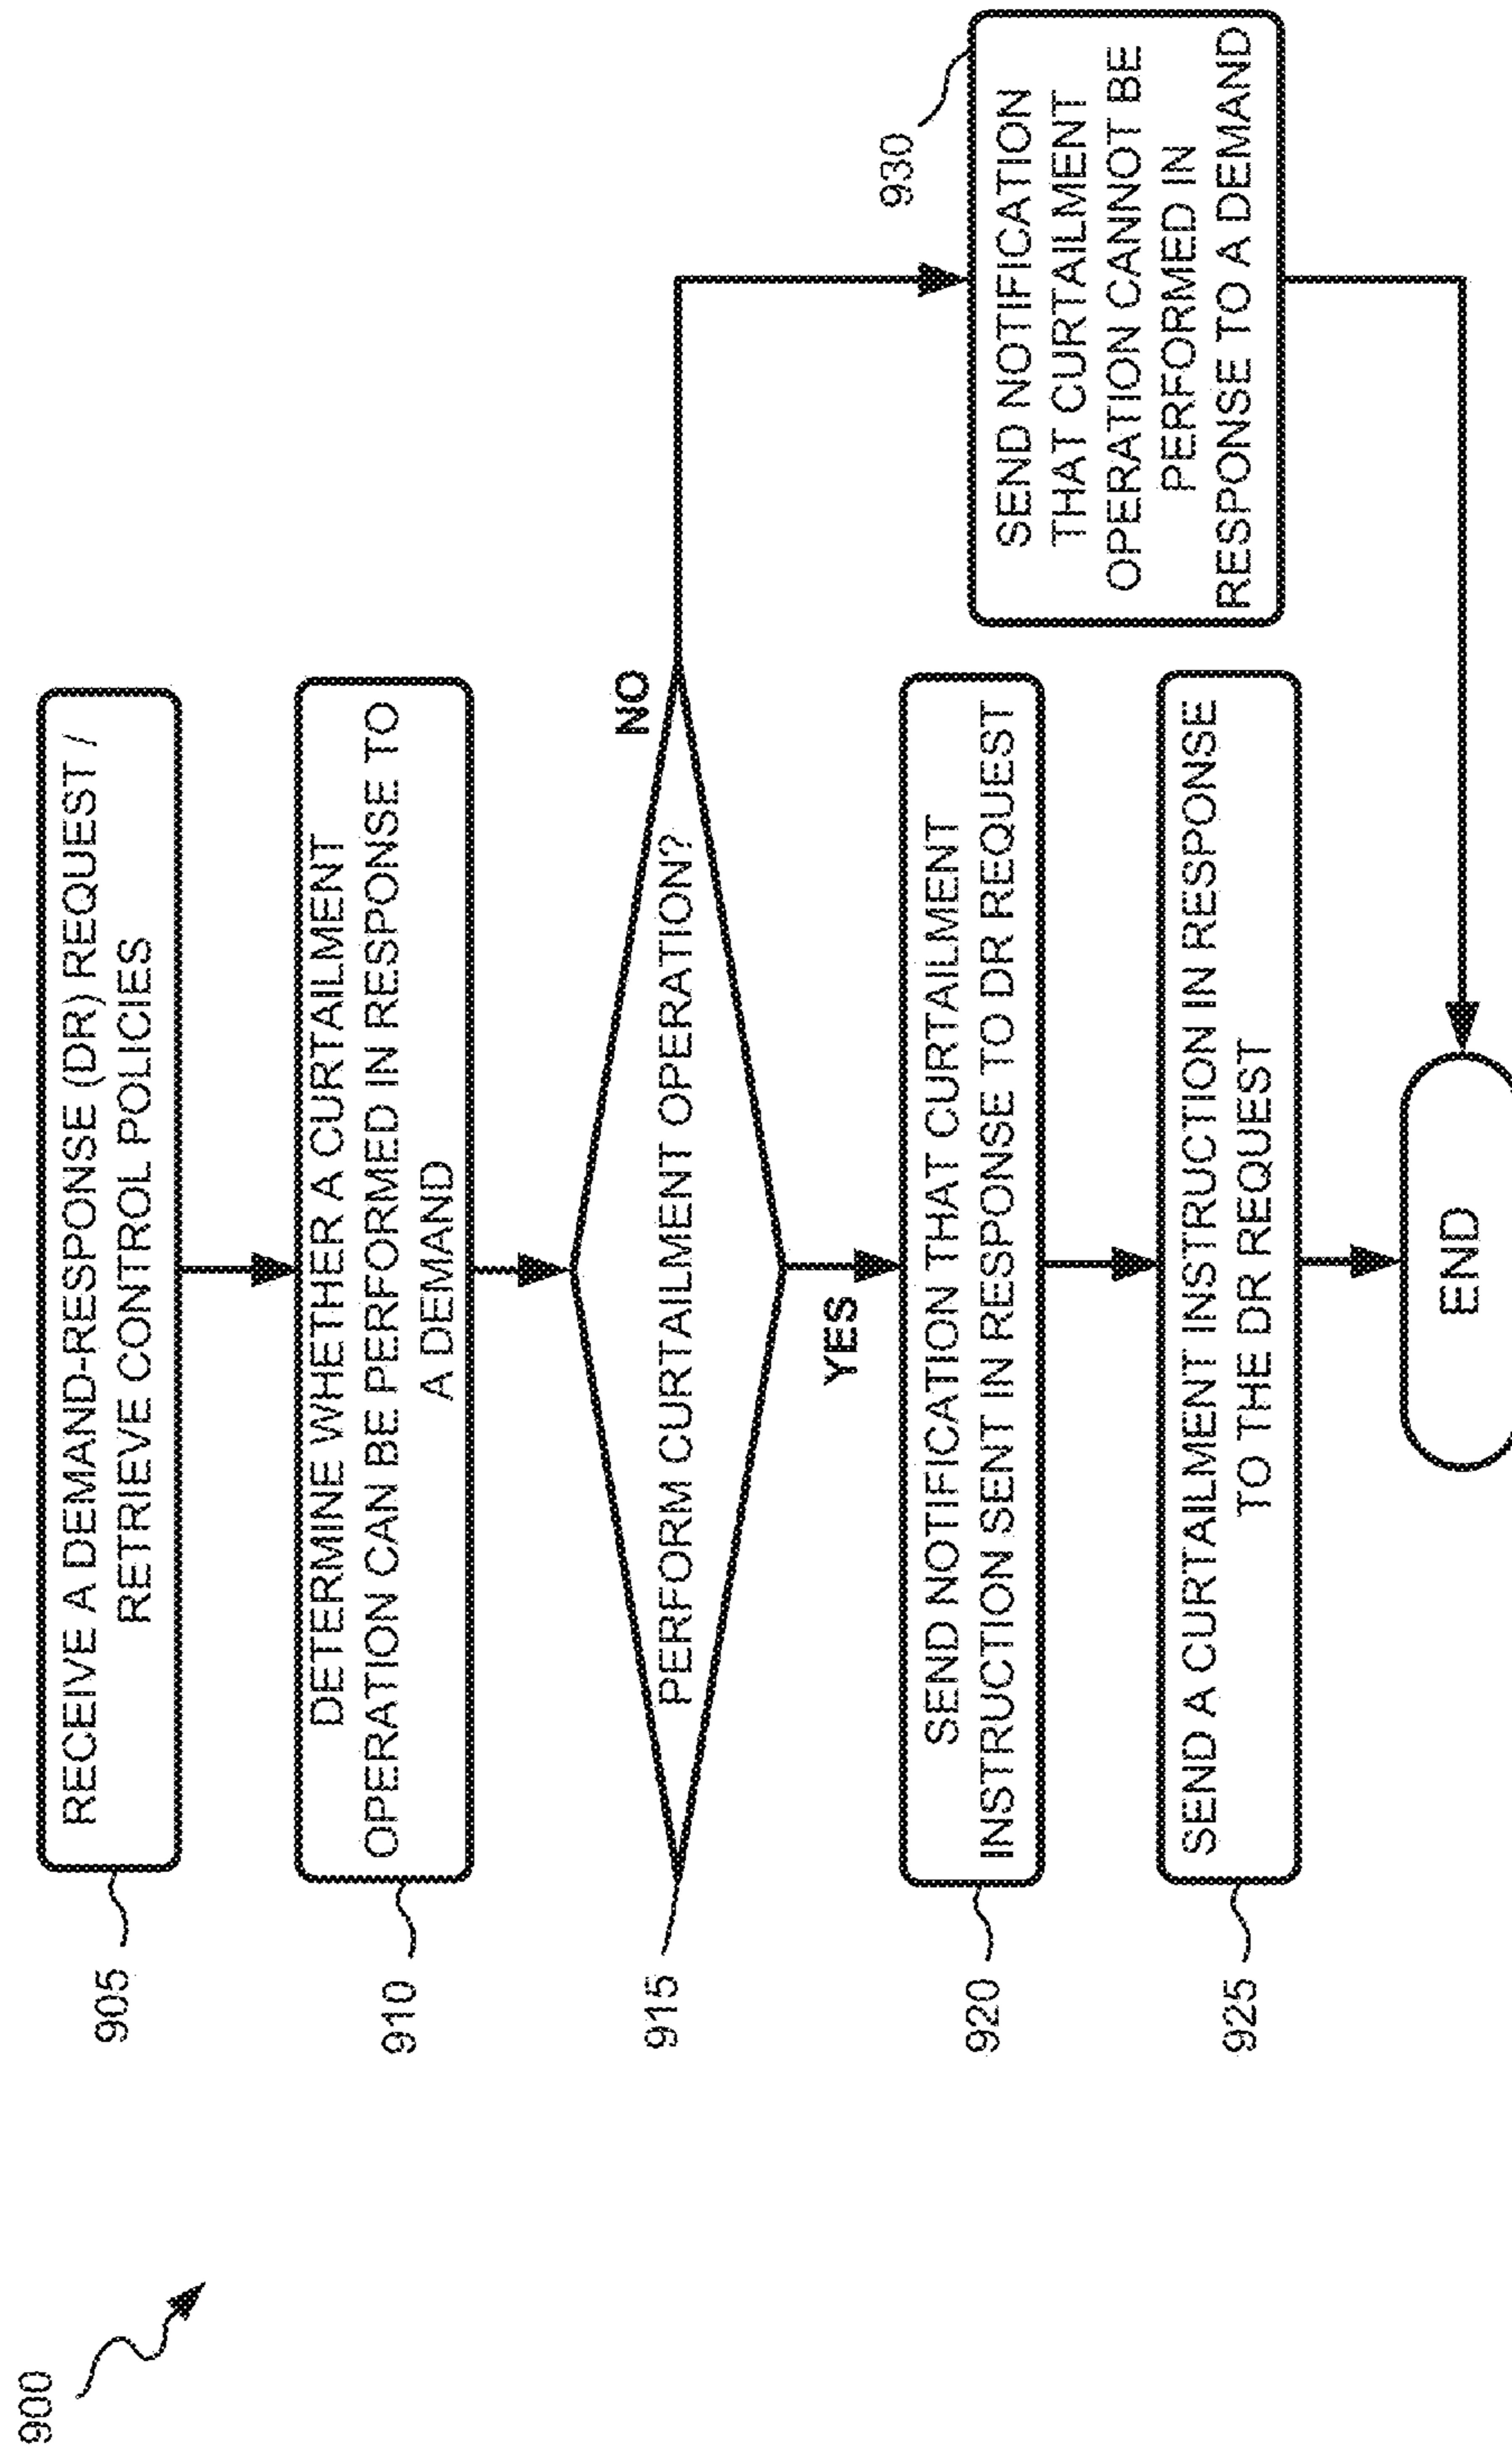 900
905
RECEIVE A DEMAND-RESPONSE (DR) REQUEST /
RETRIEVE CONTROL POLICIES
910
DETERMINE WHETHER A CURTAILMENT
OPERATION CAN BE PERFORMED IN RESPONSE TO
A DEMAND
915
PERFORM CURTAILMENT OPERATION?
NO
YES
920
SEND NOTIFICATION THAT CURTAILMENT
INSTRUCTION SENT IN RESPONSE TO DR REQUEST
930
SEND NOTIFICATION
THAT CURTAILMENT
OPERATION CANNOT BE
PERFORMED IN
RESPONSE TO A DEMAND
925
SEND A CURTAILMENT INSTRUCTION IN RESPONSE
TO THE DR REQUEST
END